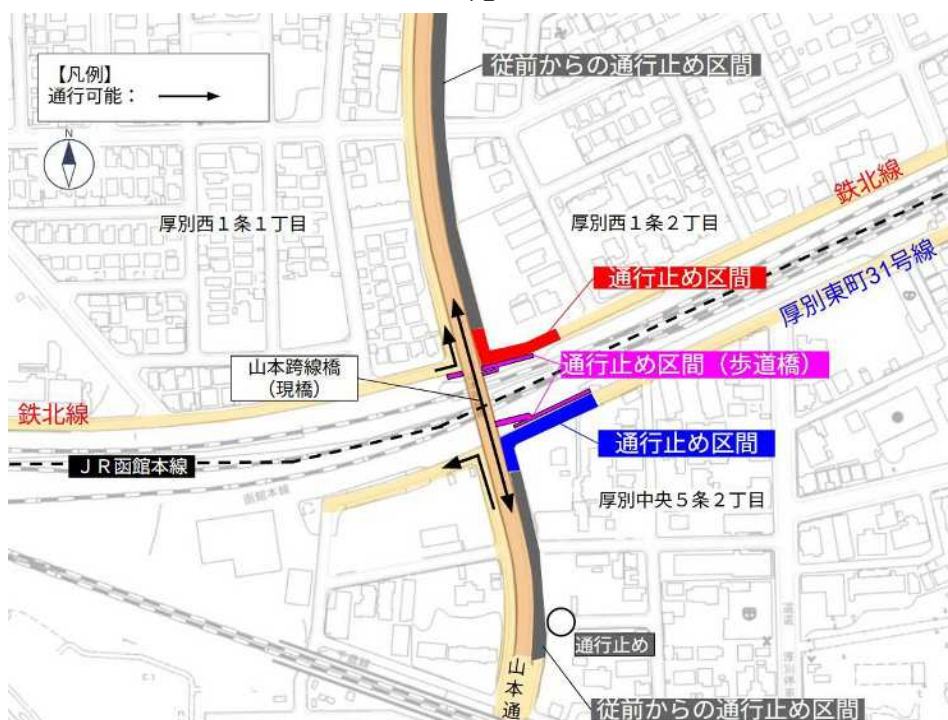 従前からの通行止め区間
【凡例】
通行可能：
N
鉄北線
厚別西１条１丁目
厚別西１条２丁目
厚別東町31号線
通行止め区間
山本跨線橋
（現橋）
通行止め区間（歩道橋）
鉄北線
通行止め区間
ＪＲ函館本線
函館本線
厚別中央５条２丁目
通行止め
山本通
従前からの通行止め区間